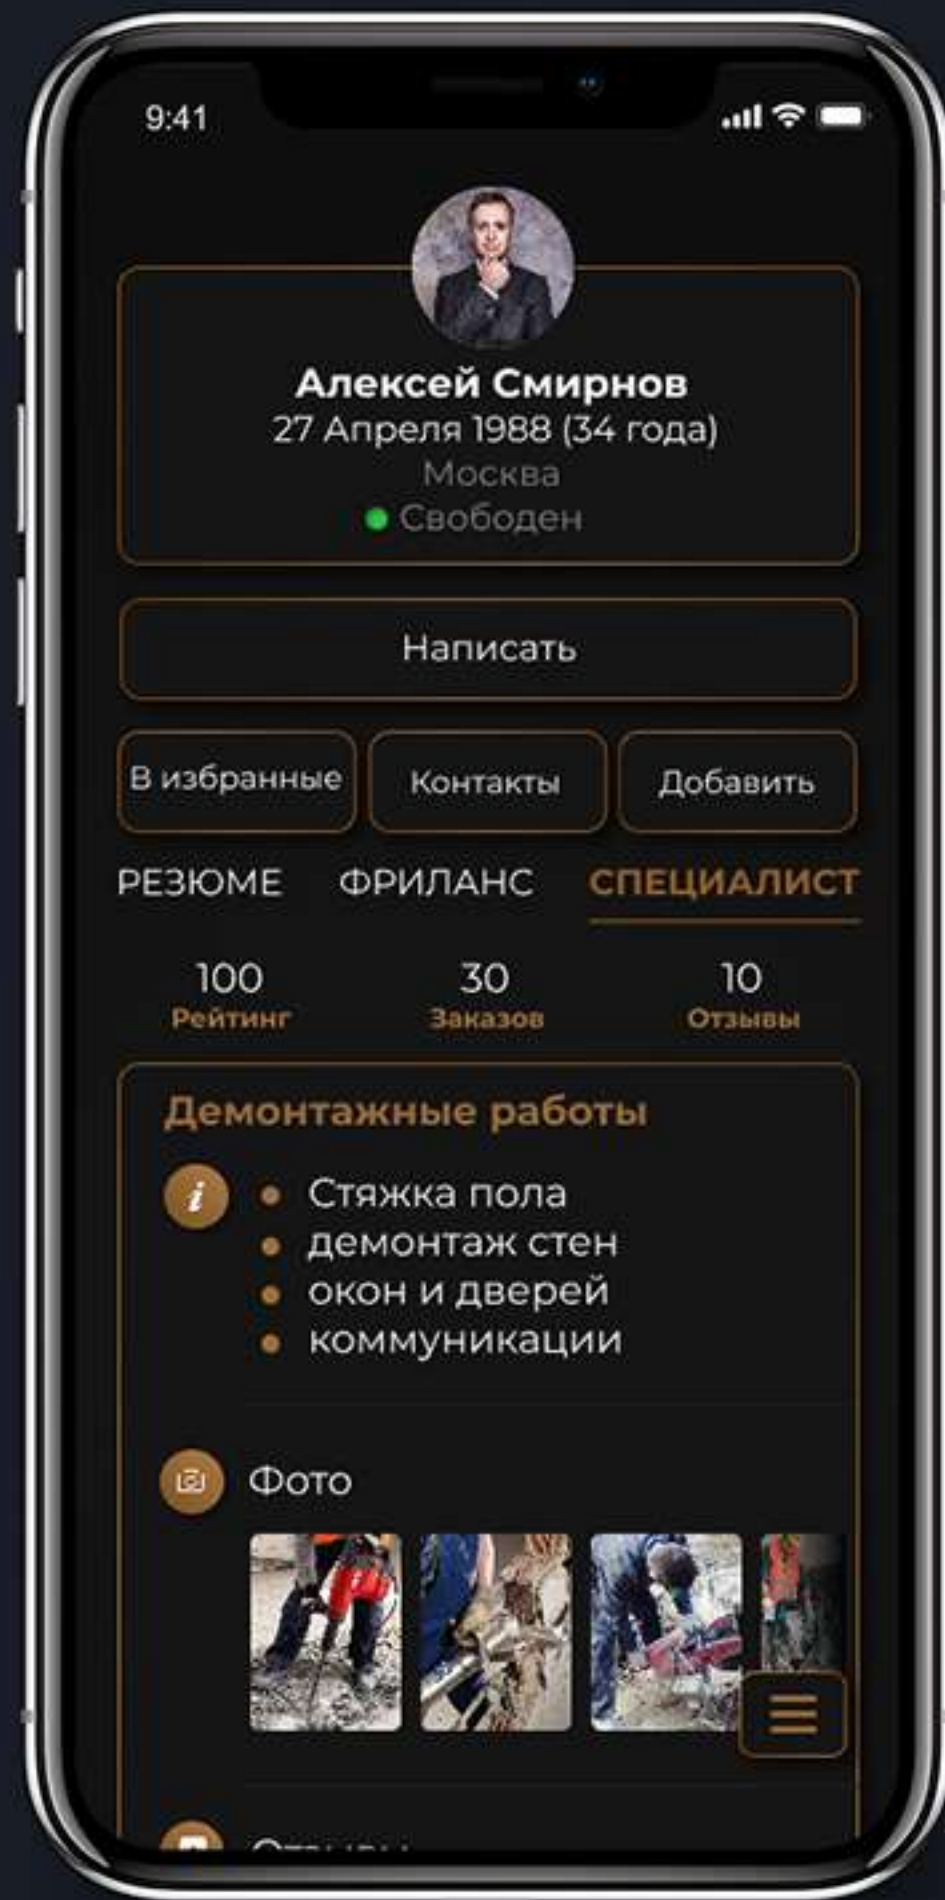 9:41
Алексей Смирнов
27 Апреля 1988 (34 года)
Москва
Свободен
Написать
В избранные
Контакты
Добавить
РЕЗЮМЕ
ФРИЛАНС
СПЕЦИАЛИСТ
100
Рейтинг
30
Заказов
10
Отзывы
Демонтажные работы
Стяжка пола
демонтаж стен
окон и дверей
коммуникации
Фото